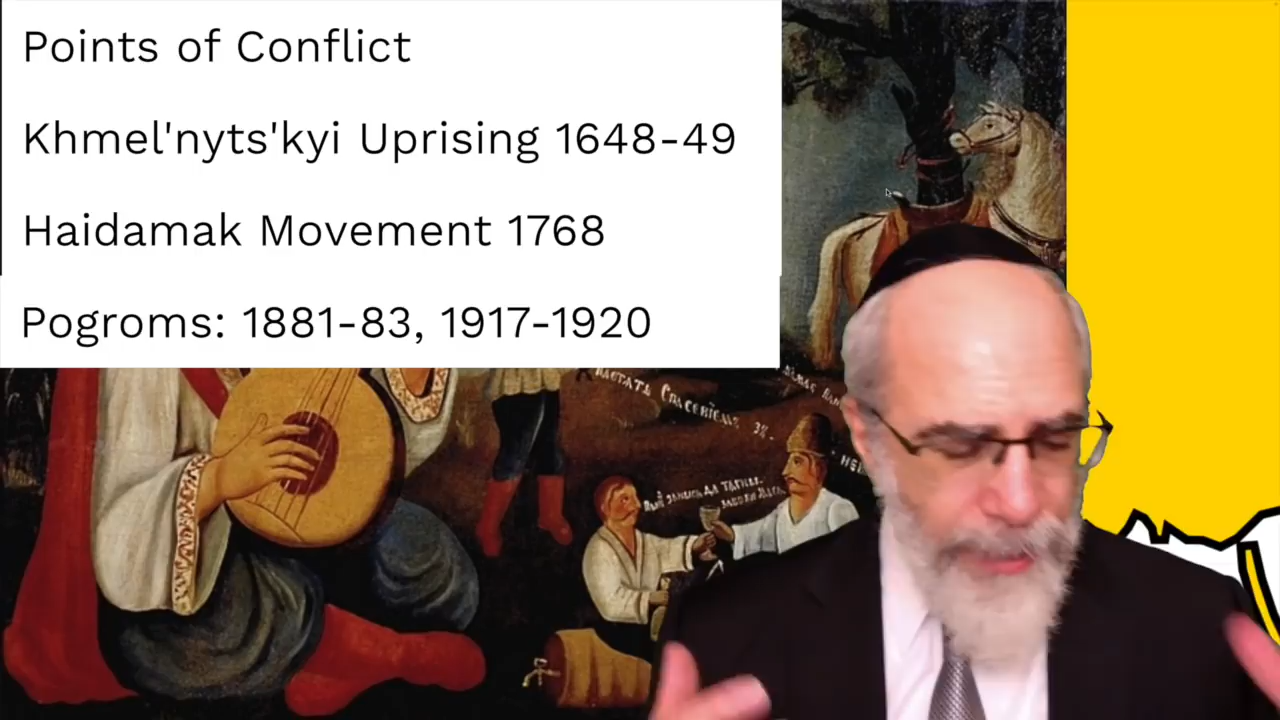 Points of Conflict
Khmel'nyts'kyi Uprising 1648-49
Haidamak Movement 1768
Pogroms: 1881-83, 1917-1920